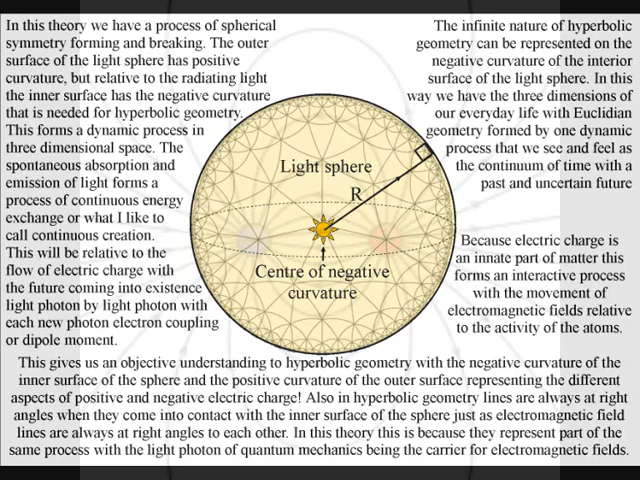 In this theory we have a process of spherical
symmetry forming and breaking. The outer
surface of the light sphere has positive
curvature, but relative to the radiating light
the inner surface has the negative curvature
that is needed for hyperbolic geometry.
This forms a dynamic process in
three dimensional space. The
spontaneous absorption and
emission of light forms a
process of continuous energy
exchange or what I like to
call continuous creation.
This will be relative to the
flow of electric charge with
the future coming into existence
light photon by light photon with
each new photon electron coupling
or dipole moment.
The infinite nature of hyperbolic
geometry can be represented on the
negative curvature of the interior
surface of the light sphere. In this
way we have the three dimensions of
our everyday life with Euclidian
geometry formed by one dynamic
process that we see and feel as
the continuum of time with a
past and uncertain future
Light sphere
R
Centre of negative
curvature
Because electric charge is
an innate part of matter this
forms an interactive process
with the movement of
electromagnetic fields relative
to the activity of the atoms.
This gives us an objective understanding to hyperbolic geometry with the negative curvature of the
inner surface of the sphere and the positive curvature of the outer surface representing the different
aspects of positive and negative electric charge! Also in hyperbolic geometry lines are always at right
angles when they come into contact with the inner surface of the sphere just as electromagnetic field
lines are always at right angles to each other. In this theory this is because they represent part of the
same process with the light photon of quantum mechanics being the carrier for electromagnetic fields.